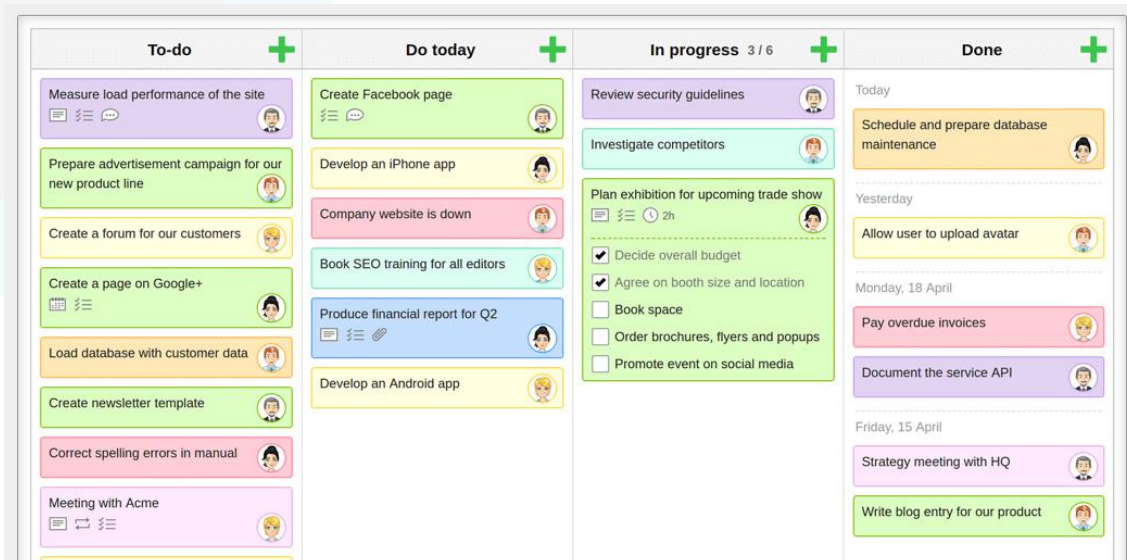 To-do
Measure load performance of the site
Prepare advertisement campaign for our
new product line
Create a forum for our customers
Create a page on Google+
Load database with customer data
Create newsletter template
Correct spelling errors in manual
Meeting with Acme
Do today
Create Facebook page
Develop an iPhone app
Company website is down
Book SEO training for all editors
Produce financial report for Q2
Develop an Android app
In progress 3 / 6
Review security guidelines
Investigate competitors
Plan exhibition for upcoming trade show
2h
Decide overall budget
Agree on booth size and location
Book space
Order brochures, flyers and popups
Promote event on social media
Done
Today
Schedule and prepare database
maintenance
Yesterday
Allow user to upload avatar
Monday, 18 April
Pay overdue invoices
Document the service API
Friday, 15 April
Strategy meeting with HQ
Write blog entry for our product